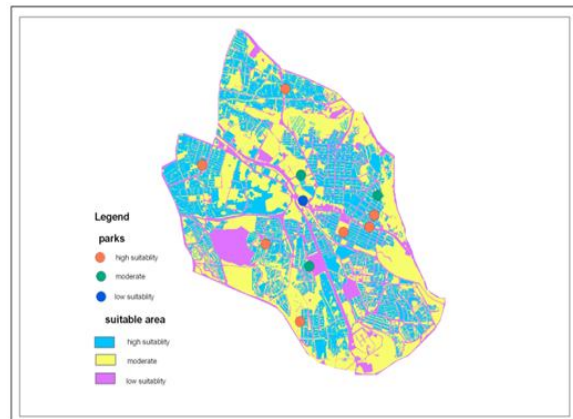 Legend
parks
high suitablity
moderate
low suitablity
suitable area
high suitablity
moderate
low suitablity